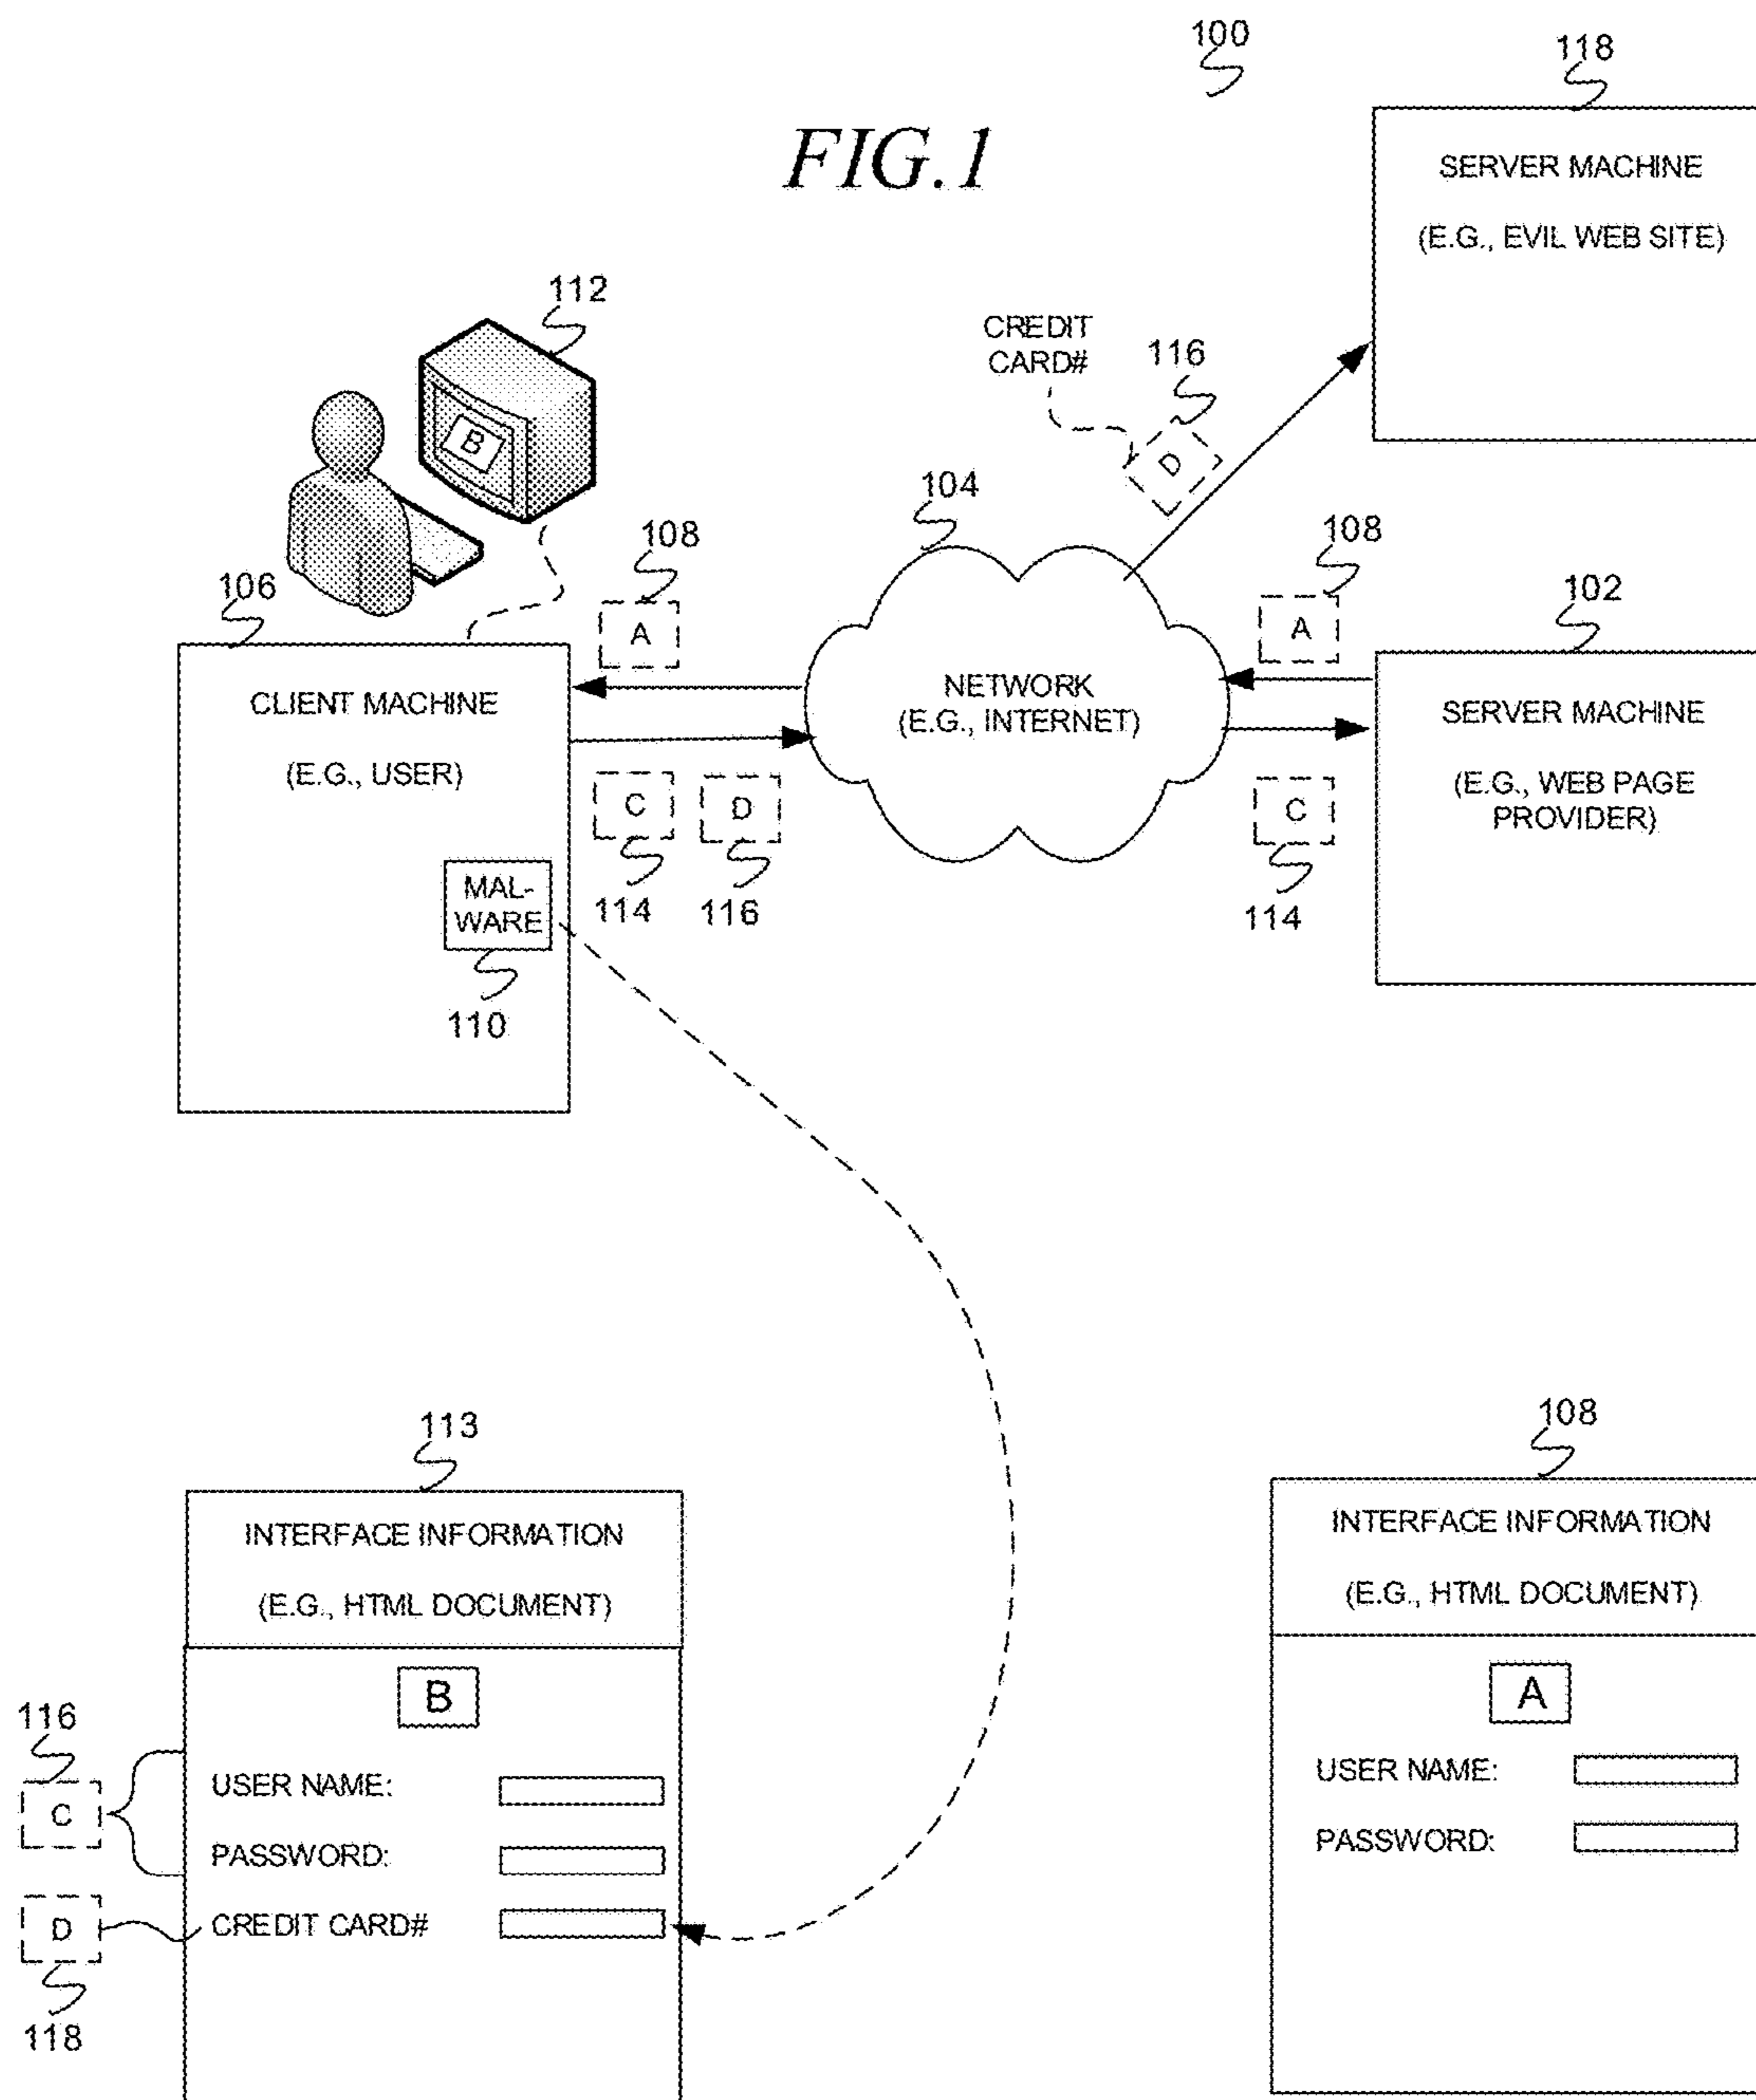 100
118
FIG.1
SERVER MACHINE
(E.G., EVIL WEB SITE)
112
B
CREDIT
CARD#
116
D
104
108
A
108
A
106
102
CLIENT MACHINE
(E.G., USER)
NETWORK
(E.G., INTERNET)
SERVER MACHINE
(E.G., WEB PAGE
PROVIDER)
C
D
C
114
116
114
MAL-
WARE
110
113
INTERFACE INFORMATION
(E.G., HTML DOCUMENT)
B
116
C
USER NAME:
PASSWORD:
D
CREDIT CARD#
118
108
INTERFACE INFORMATION
(E.G., HTML DOCUMENT)
A
USER NAME:
PASSWORD: